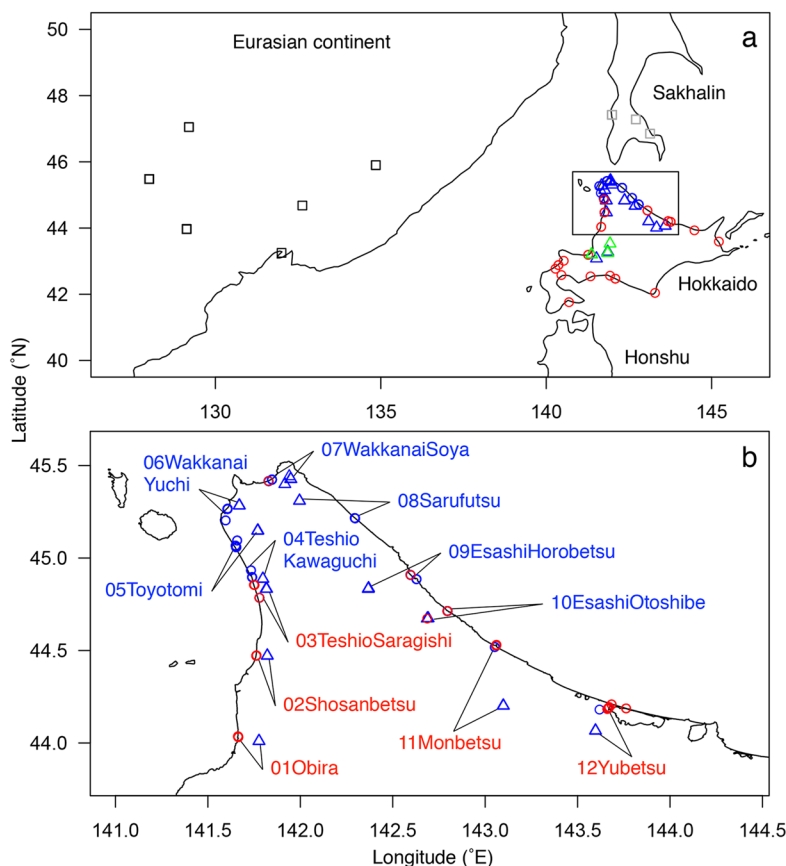 50
48
46
44
42
40
Eurasian continent
a
Sakhalin
Hokkaido
Honshu
130
135
140
145
Latitude (˚N)
45.5
45.0
44.5
44.0
b
07WakkanaiSoya
06Wakkanai
Yuchi
08Sarufutsu
04Teshio
Kawaguchi
09EsashiHorobetsu
05Toyotomi
10EsashiOtoshibe
03TeshioSaragishi
02Shosanbetsu
11Monbetsu
01Obira
12Yubetsu
141.0
141.5
142.0
142.5
143.0
143.5
144.0
144.5
Longitude (˚E)